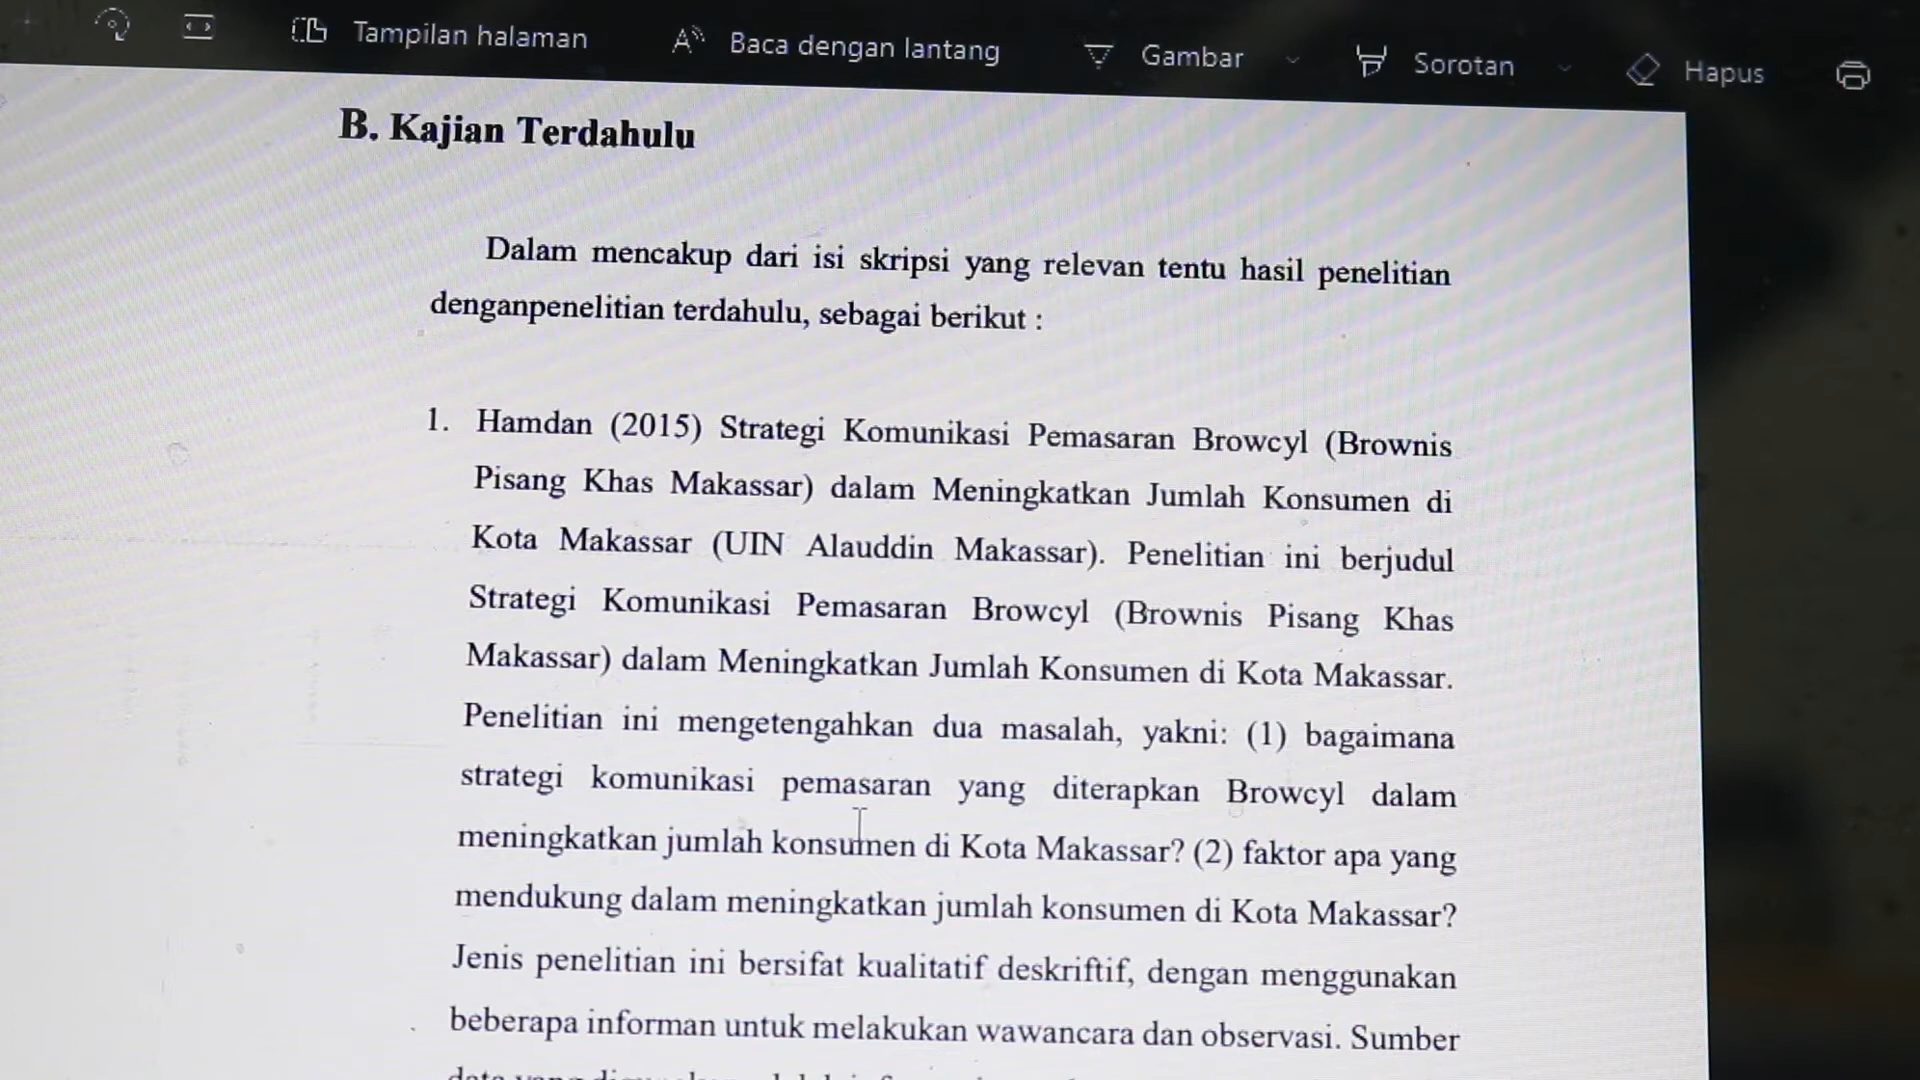 Tampilan halaman
Baca dengan lantang
Gambar
Sorotan
Hapus
B. Kajian Terdahulu
Dalam mencakup dari isi skripsi yang relevan tentu hasil penelitian
denganpenelitian terdahulu, sebagai berikut :
1. Hamdan (2015) Strategi Komunikasi Pemasaran Browcyl (Brownis
Pisang Khas Makassar) dalam Meningkatkan Jumlah Konsumen di
Kota Makassar (UIN Alauddin Makassar). Penelitian ini berjudul
Strategi Komunikasi Pemasaran Browcyl (Brownis Pisang Khas
Makassar) dalam Meningkatkan Jumlah Konsumen di Kota Makassar.
Penelitian ini mengetengahkan dua masalah, yakni: (1) bagaimana
strategi komunikasi pemasaran yang diterapkan Browcyl dalam
meningkatkan jumlah konsumen di Kota Makassar? (2) faktor apa yang
mendukung dalam meningkatkan jumlah konsumen di Kota Makassar?
Jenis penelitian ini bersifat kualitatif deskriftif, dengan menggunakan
beberapa informan untuk melakukan wawancara dan observasi. Sumber